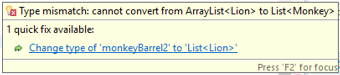 Type mismatch: cannot convert from ArrayList<Lion> to List<Monkey>
1 quick fix available:
Change type of 'monkeyBarrel2' to 'List<Lion>'
Press 'F2' for focus